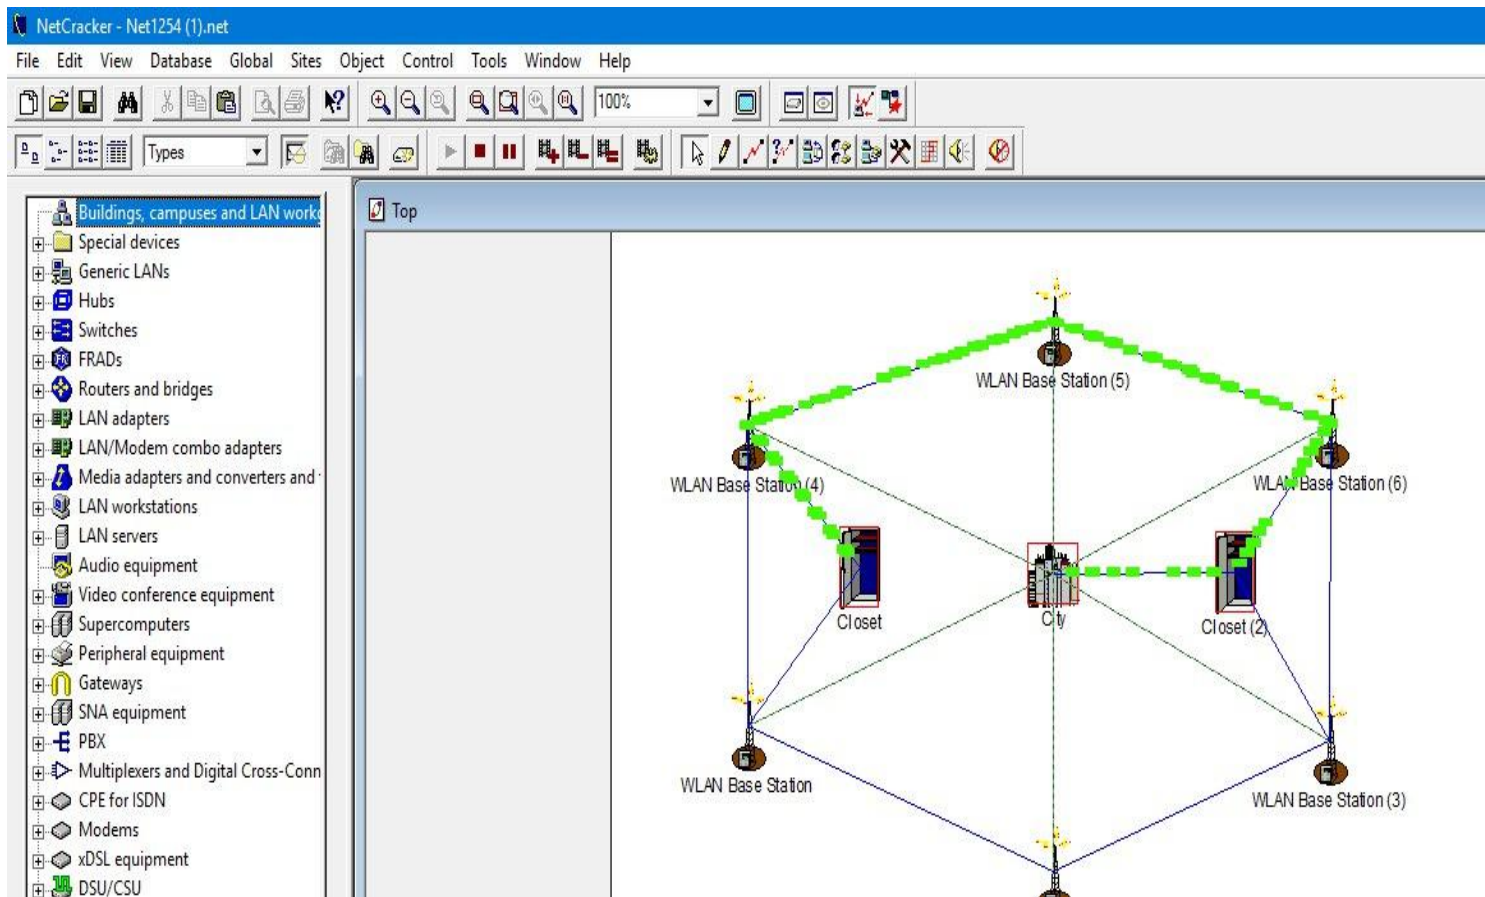 NetCracker - Net1254 (1).net
File Edit View Database Global Sites Object Control Tools Window Help
100%
Types
Buildings, campuses and LAN work
Special devices
Generic LANs
Hubs
Switches
FRADs
Routers and bridges
LAN adapters
LAN/Modem combo adapters
Media adapters and converters and
LAN workstations
LAN servers
Audio equipment
Video conference equipment
Supercomputers
Peripheral equipment
Gateways
SNA equipment
PBX
Multiplexers and Digital Cross-Conn
CPE for ISDN
Modems
xDSL equipment
DSU/CSU
Top
WLAN Base Station (5)
WLAN Base Station (4)
WLAN Base Station (6)
Closet
City
Closet (2)
WLAN Base Station
WLAN Base Station (3)